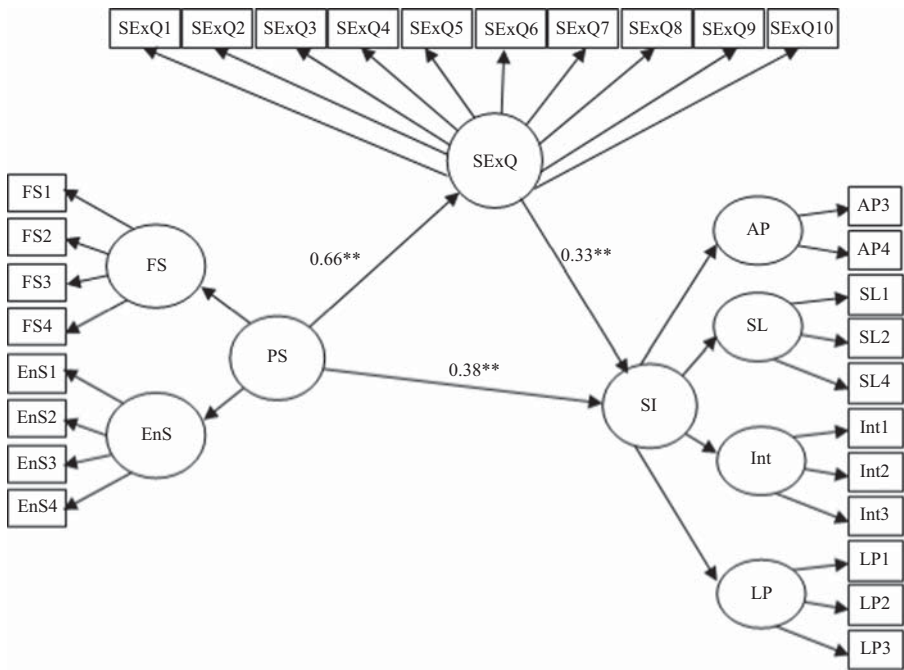 SExQ1 SExQ2 SExQ3 SExQ4 SExQ5 SExQ6 SExQ7 SExQ8 SExQ9 SExQ10
SExQ
FS1
FS2
FS3
FS4
FS
EnS1
EnS2
EnS3
EnS4
EnS
PS
0.66**
0.33**
0.38**
SI
AP
AP3
AP4
SL
SL1
SL2
SL4
Int
Int1
Int2
Int3
LP
LP1
LP2
LP3